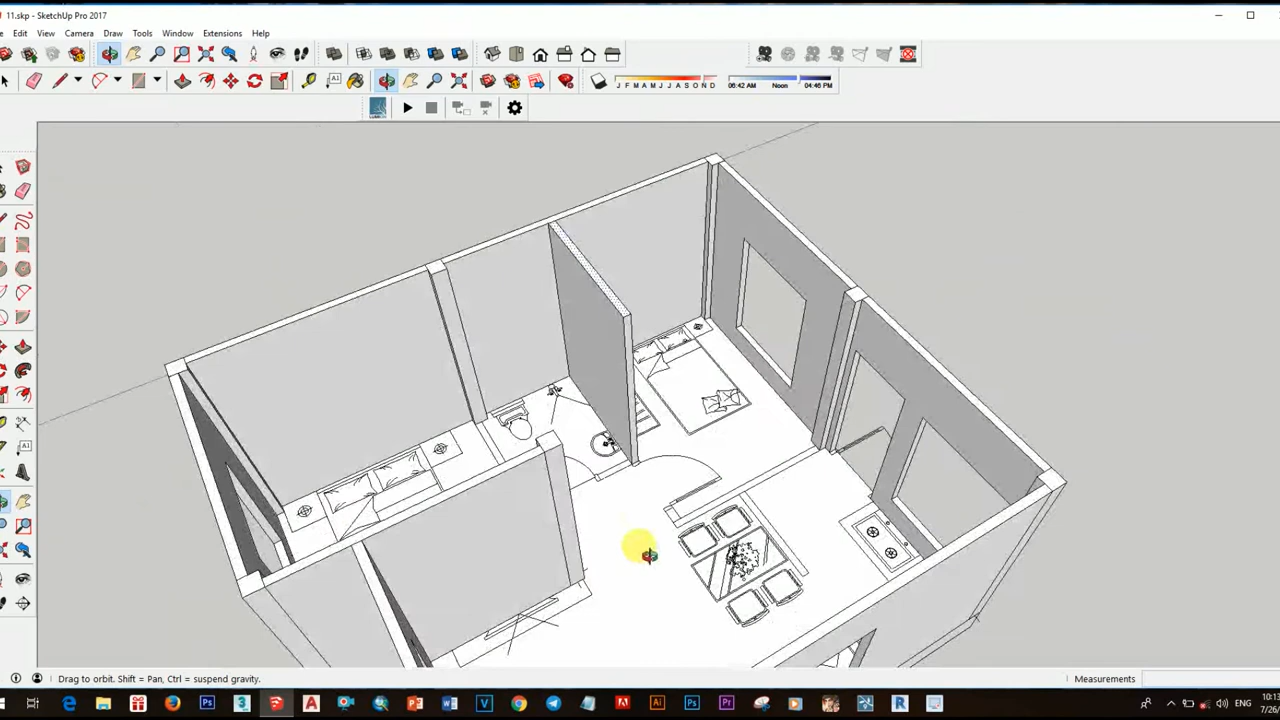 11.skp - SketchUp Pro 2017
Edit View Camera Draw Tools Window Extensions Help
J F M A M J J A S O N D 06:42 AM Noon 04:46 PM
Drag to orbit. Shift = Pan, Ctrl = suspend gravity. Measurements
ENG